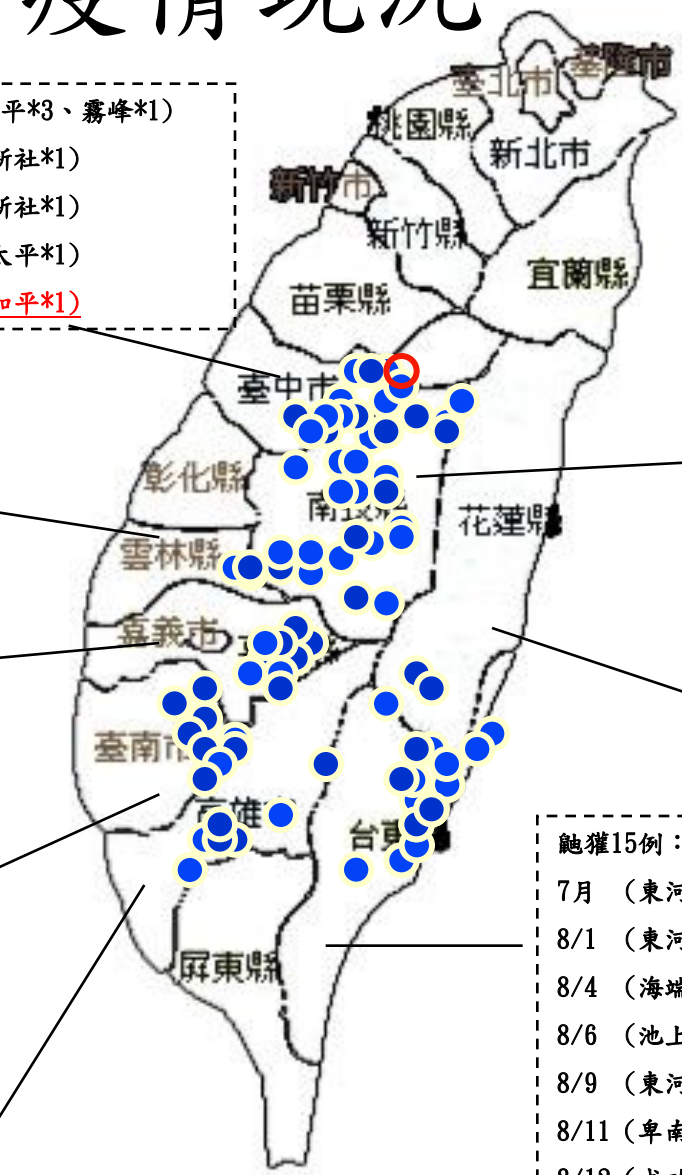 疫情現況
平*3、霧峰*1)
新社*1)
新社*1)
太平*1)
和平*1)
臺北市
基隆市
桃園縣
新北市
新竹市
新竹縣
宜蘭縣
苗栗縣
臺中市
彰化縣
南投縣
花蓮縣
雲林縣
嘉義市
臺南市
高雄
台東
屏東縣
鼬獾15例：
7月 （東河
8/1 （東河
8/4 （海端
8/6 （池上
8/9 （東河
8/11（卑南